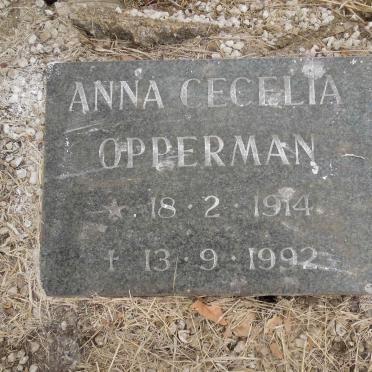 ANNA CECELIA
OPPERMAN
★ 18 · 2 · 1914
† 13 · 9 · 1992